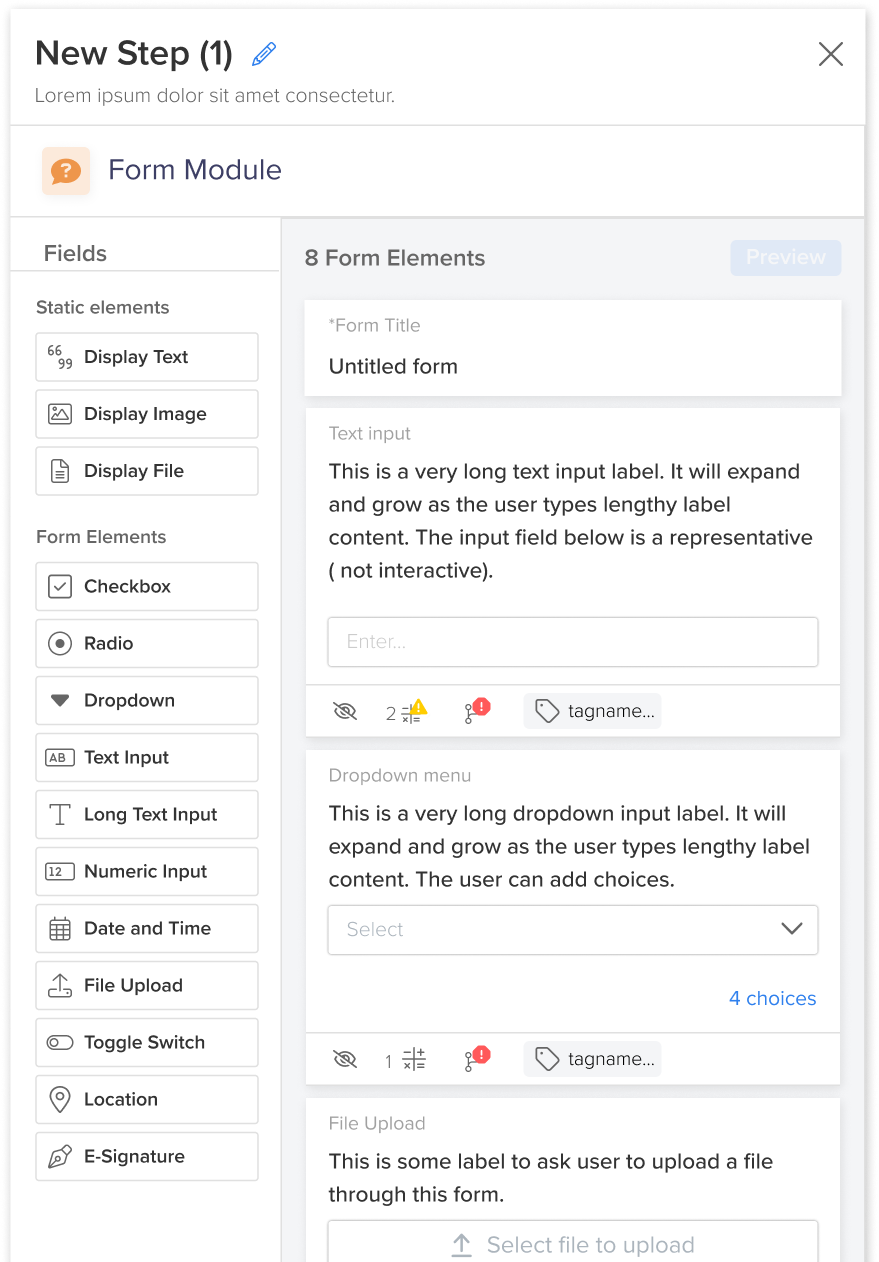 New Step (1)
Lorem ipsum dolor sit amet consectetur.
?
Form Module
Fields
Static elements
66 99 Display Text
Display Image
Display File
Form Elements
Checkbox
Radio
Dropdown
AB Text Input
Long Text Input
12 Numeric Input
Date and Time
File Upload
Toggle Switch
Location
E-Signature
8 Form Elements
Preview
*Form Title
Untitled form
Text input
This is a very long text input label. It will expand
and grow as the user types lengthy label
content. The input field below is a representative
( not interactive).
Enter...
2 ! ! tagname...
Dropdown menu
This is a very long dropdown input label. It will
expand and grow as the user types lengthy label
content. The user can add choices.
Select
4 choices
1 ! tagname...
File Upload
This is some label to ask user to upload a file
through this form.
Select file to upload